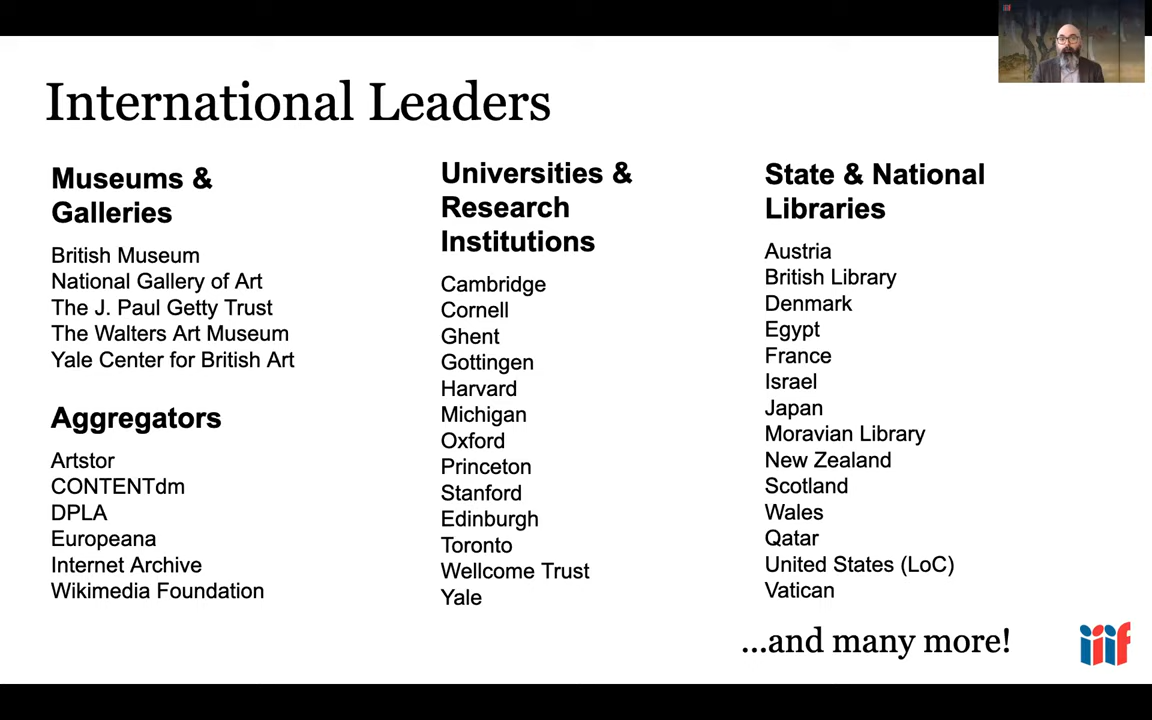 International Leaders
Museums &
Galleries
British Museum
National Gallery of Art
The J. Paul Getty Trust
The Walters Art Museum
Yale Center for British Art
Aggregators
Artstor
CONTENTdm
DPLA
Europeana
Internet Archive
Wikimedia Foundation
Universities &
Research
Institutions
Cambridge
Cornell
Ghent
Gottingen
Harvard
Michigan
Oxford
Princeton
Stanford
Edinburgh
Toronto
Wellcome Trust
Yale
State & National
Libraries
Austria
British Library
Denmark
Egypt
France
Israel
Japan
Moravian Library
New Zealand
Scotland
Wales
Qatar
United States (LoC)
Vatican
...and many more!
iiif